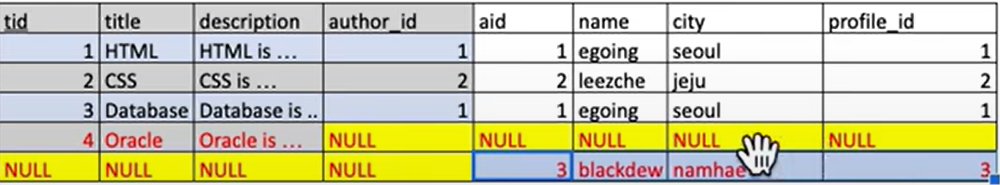 tid title description author_id aid name city profile_id
1 HTML HTML is ... 1 1 egoing seoul 1
2 CSS CSS is ... 2 2 leezche jeju 2
3 Database Database is .. 1 1 egoing seoul 1
4 Oracle Oracle is ... NULL NULL NULL NULL NULL
NULL NULL NULL NULL 3 blackdew namhae 3